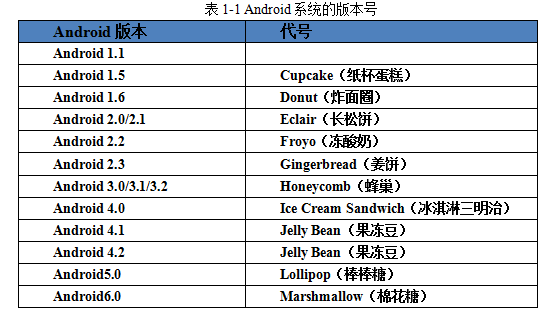 表 1-1 Android 系统的版本号
Android 版本 代号
Android 1.1
Android 1.5 Cupcake（纸杯蛋糕）
Android 1.6 Donut（炸面圈）
Android 2.0/2.1 Eclair（长松饼）
Android 2.2 Froyo（冻酸奶）
Android 2.3 Gingerbread（姜饼）
Android 3.0/3.1/3.2 Honeycomb（蜂巢）
Android 4.0 Ice Cream Sandwich（冰淇淋三明治）
Android 4.1 Jelly Bean（果冻豆）
Android 4.2 Jelly Bean（果冻豆）
Android5.0 Lollipop（棒棒糖）
Android6.0 Marshmallow（棉花糖）